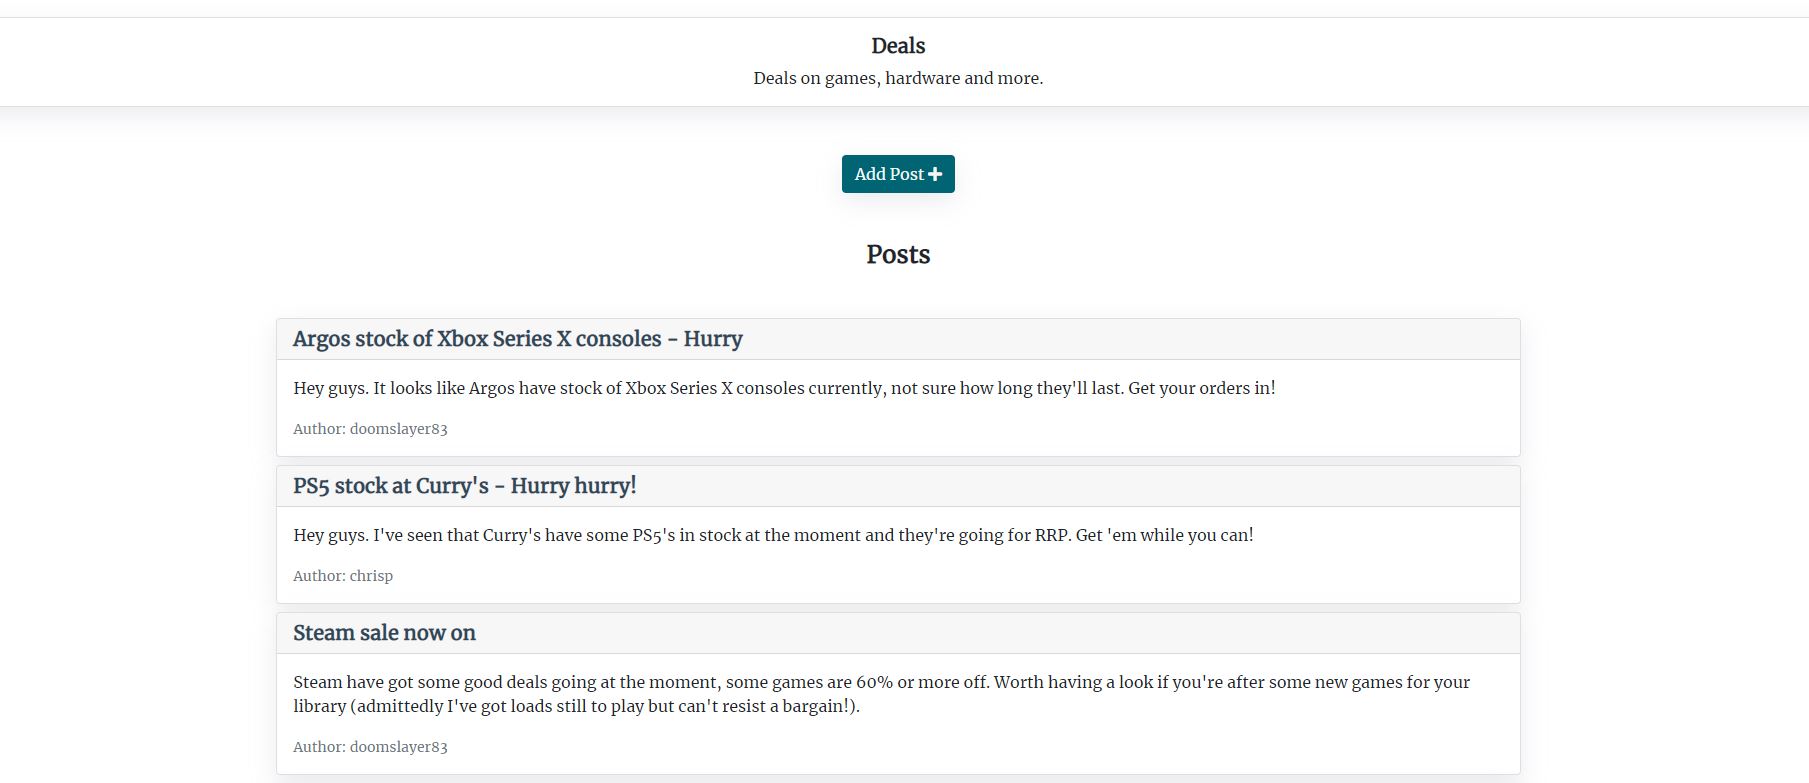 Deals
Deals on games, hardware and more.
Add Post
Posts
Argos stock of Xbox Series X consoles - Hurry
Hey guys. It looks like Argos have stock of Xbox Series X consoles currently, not sure how long they'll last. Get your orders in!
Author: doomslayer83
PS5 stock at Curry's - Hurry hurry!
Hey guys. I've seen that Curry's have some PS5's in stock at the moment and they're going for RRP. Get 'em while you can!
Author: chrisp
Steam sale now on
Steam have got some good deals going at the moment, some games are 60% or more off. Worth having a look if you're after some new games for your
library (admittedly I've got loads still to play but can't resist a bargain!).
Author: doomslayer83